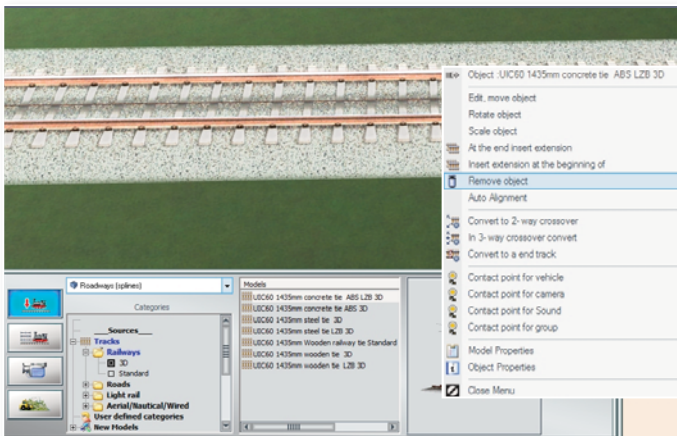 Object :UIC60 1435mm concrete tie ABS LZB 3D
Edit, move object
Rotate object
Scale object
At the end insert extension
Insert extension at the beginning of
Remove object
Auto Alignment
Convert to 2- way crossover
In 3- way crossover convert
Convert to a end track
Contact point for vehicle
Contact point for camera
Contact point for Sound
Contact point for group
Model Properties
Object Properties
Close Menu
Roadways (splines)
Categories
__Sources__
Tracks
Railways
3D
Standard
Roads
Light rail
Aerial/Nautical/Wired
User defined categories
New Models
Models
UIC60 1435mm concrete tie ABS LZB 3D
UIC60 1435mm concrete tie ABS 3D
UIC60 1435mm steel tie 3D
UIC60 1435mm steel tie LZB 3D
UIC60 1435mm Wooden railway tie Standard
UIC60 1435mm wooden tie 3D
UIC60 1435mm wooden tie LZB 3D